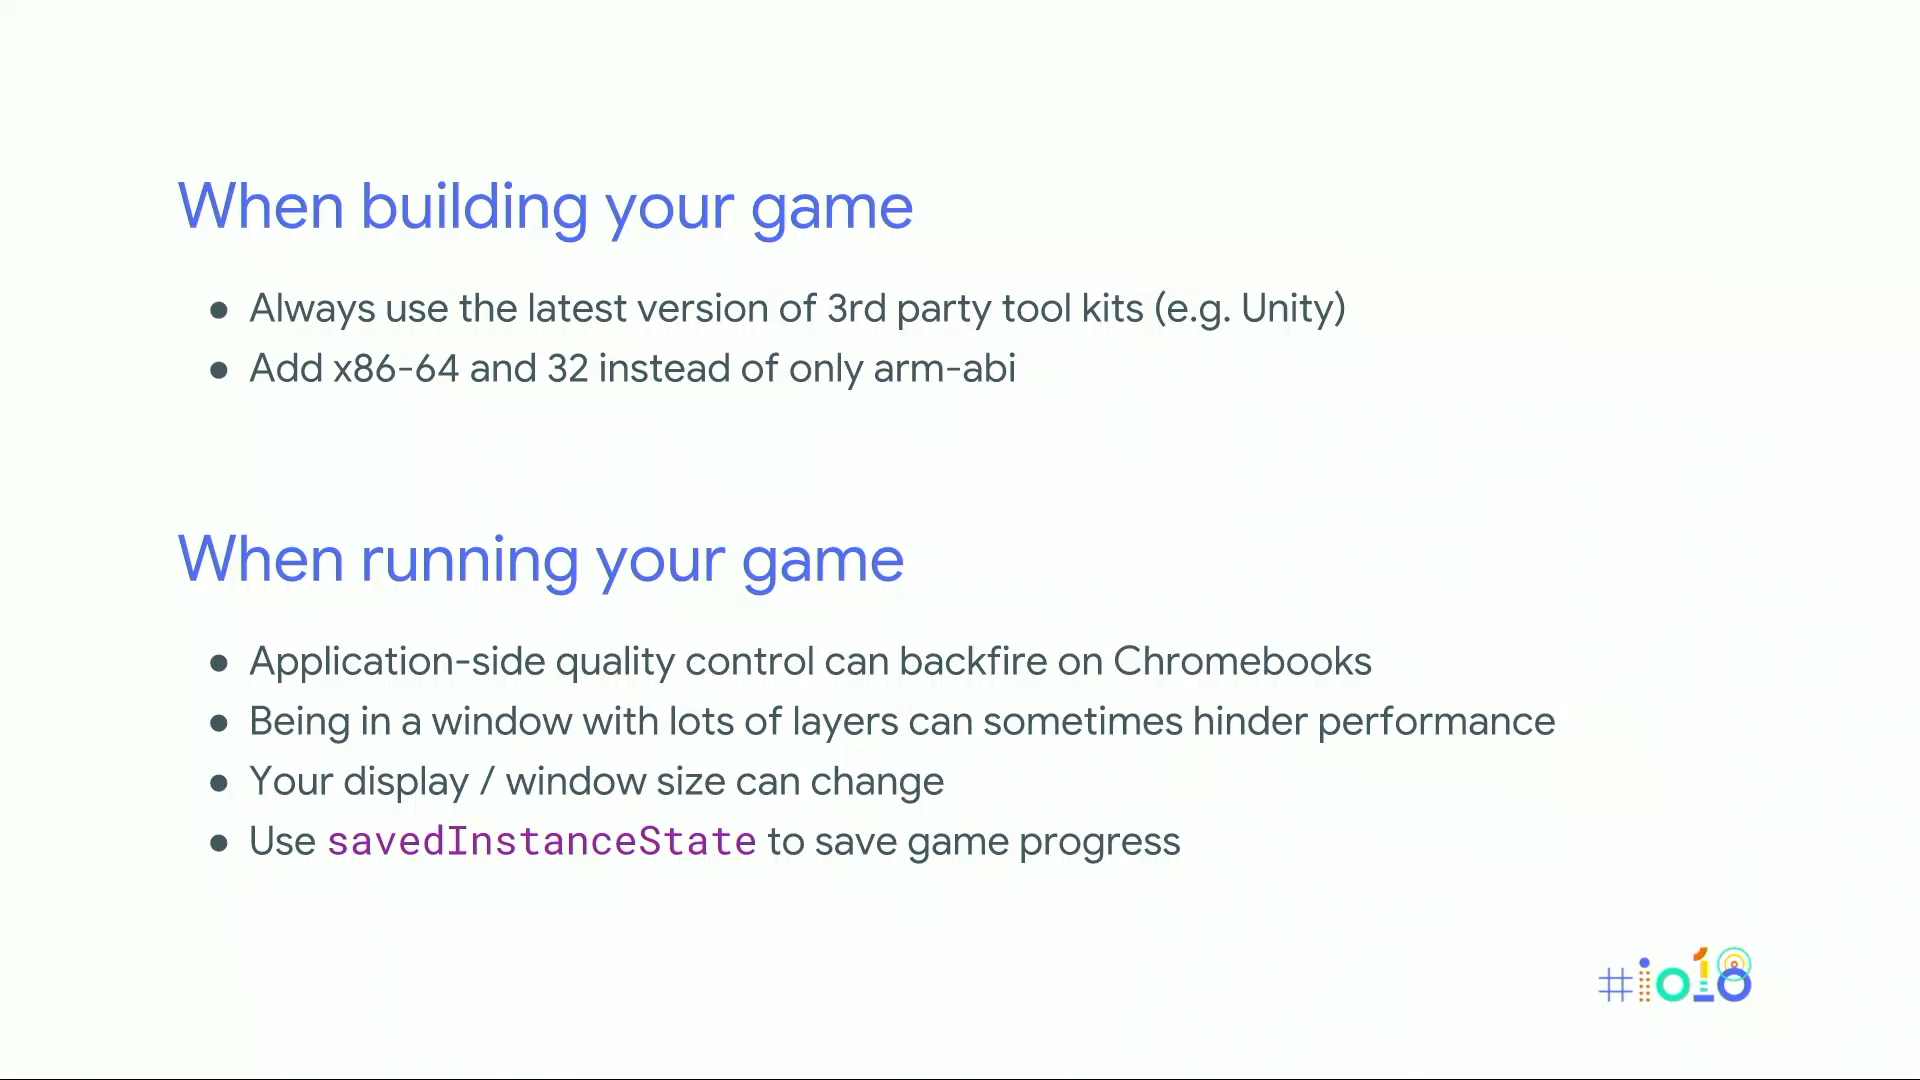 When building your game
● Always use the latest version of 3rd party tool kits (e.g. Unity)
● Add x86-64 and 32 instead of only arm-abi
When running your game
● Application-side quality control can backfire on Chromebooks
● Being in a window with lots of layers can sometimes hinder performance
● Your display / window size can change
● Use savedInstanceState to save game progress
#io18